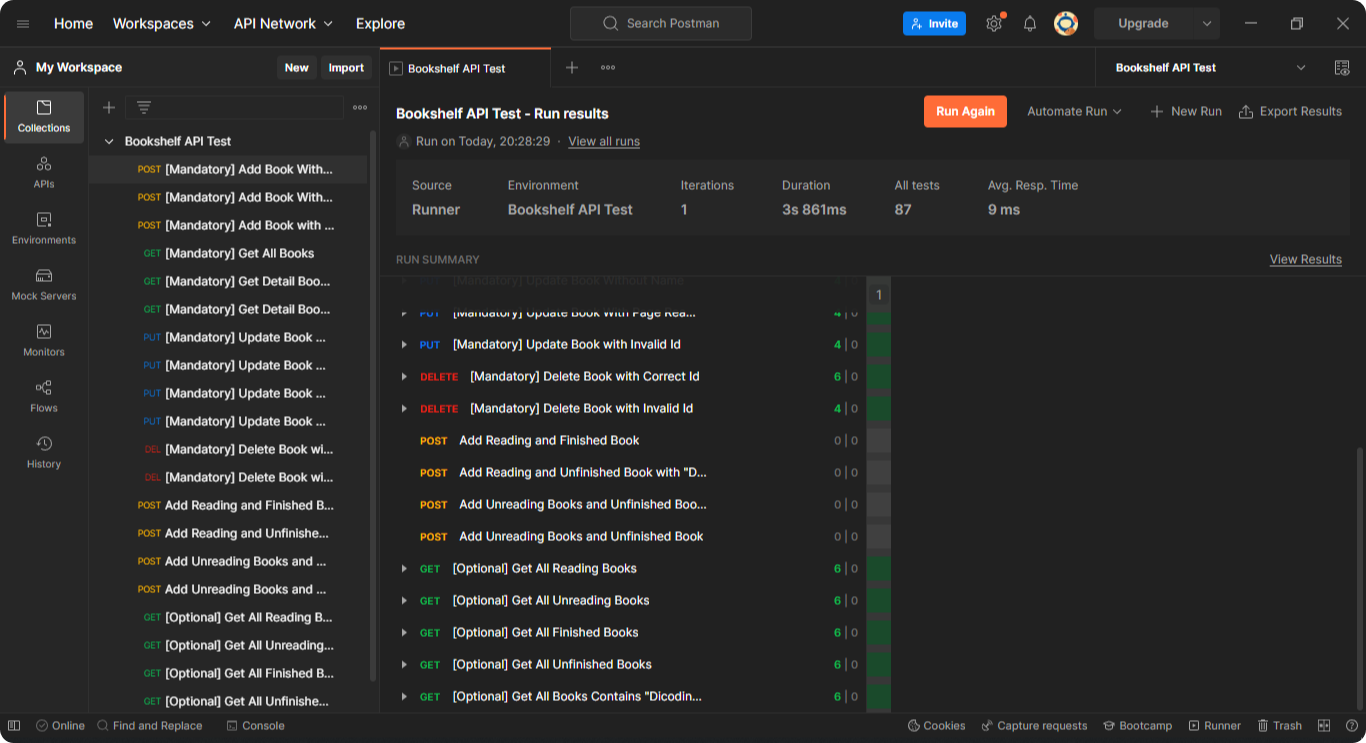 Home Workspaces API Network Explore Search Postman Invite Upgrade
My Workspace New Import Bookshelf API Test Bookshelf API Test
Collections
APIs
Environments
Mock Servers
Monitors
Flows
History
Bookshelf API Test
POST [Mandatory] Add Book With...
POST [Mandatory] Add Book With...
POST [Mandatory] Add Book with ...
GET [Mandatory] Get All Books
GET [Mandatory] Get Detail Boo...
GET [Mandatory] Get Detail Boo...
PUT [Mandatory] Update Book ...
PUT [Mandatory] Update Book ...
PUT [Mandatory] Update Book ...
PUT [Mandatory] Update Book ...
DEL [Mandatory] Delete Book wi...
DEL [Mandatory] Delete Book wi...
POST Add Reading and Finished B...
POST Add Reading and Unfinishe...
POST Add Unreading Books and ...
POST Add Unreading Books and ...
GET [Optional] Get All Reading B...
GET [Optional] Get All Unreading...
GET [Optional] Get All Finished B...
GET [Optional] Get All Unfinishe...
Bookshelf API Test - Run results Run Again Automate Run New Run Export Results
Run on Today, 20:28:29 · View all runs
Source Environment Iterations Duration All tests Avg. Resp. Time
Runner Bookshelf API Test 1 3s 861ms 87 9 ms
RUN SUMMARY View Results
[Mandatory] Update Book Without Name
1
PUT [Mandatory] Update Book With Page Rea... 4 | 0
PUT [Mandatory] Update Book with Invalid Id 4 | 0
DELETE [Mandatory] Delete Book with Correct Id 6 | 0
DELETE [Mandatory] Delete Book with Invalid Id 4 | 0
POST Add Reading and Finished Book 0 | 0
POST Add Reading and Unfinished Book with "D... 0 | 0
POST Add Unreading Books and Unfinished Boo... 0 | 0
POST Add Unreading Books and Unfinished Book 0 | 0
GET [Optional] Get All Reading Books 6 | 0
GET [Optional] Get All Unreading Books 6 | 0
GET [Optional] Get All Finished Books 6 | 0
GET [Optional] Get All Unfinished Books 6 | 0
GET [Optional] Get All Books Contains "Dicodin... 6 | 0
Online Find and Replace Console Cookies Capture requests Bootcamp Runner Trash